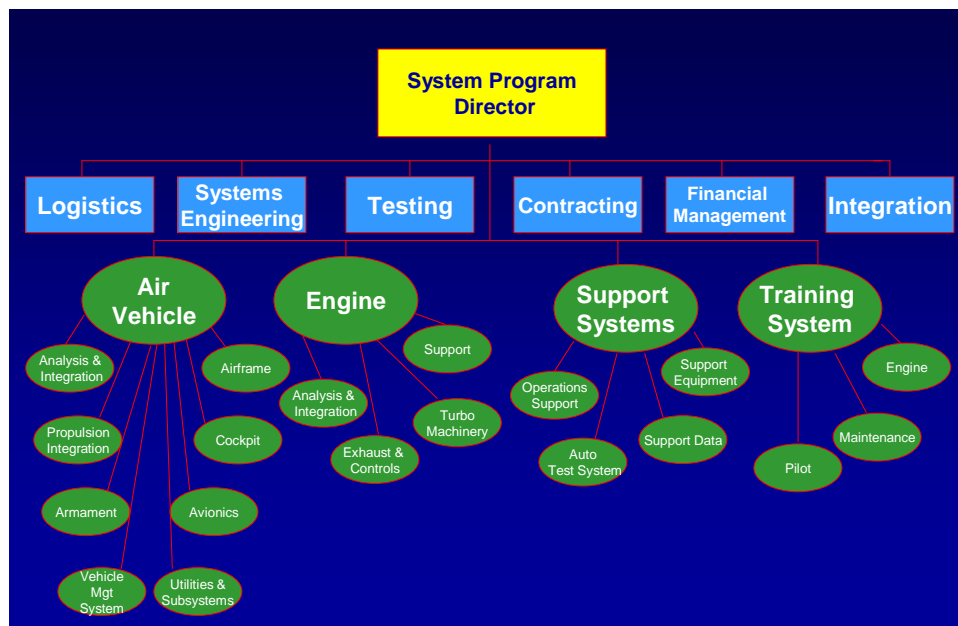 System Program
Director
Logistics
Systems
Engineering
Testing
Contracting
Financial
Management
Integration
Air
Vehicle
Engine
Support
Systems
Training
System
Analysis &
Integration
Airframe
Propulsion
Integration
Cockpit
Armament
Avionics
Vehicle
Mgt
System
Utilities &
Subsystems
Support
Analysis &
Integration
Turbo
Machinery
Exhaust &
Controls
Operations
Support
Support
Equipment
Auto
Test System
Support Data
Engine
Maintenance
Pilot